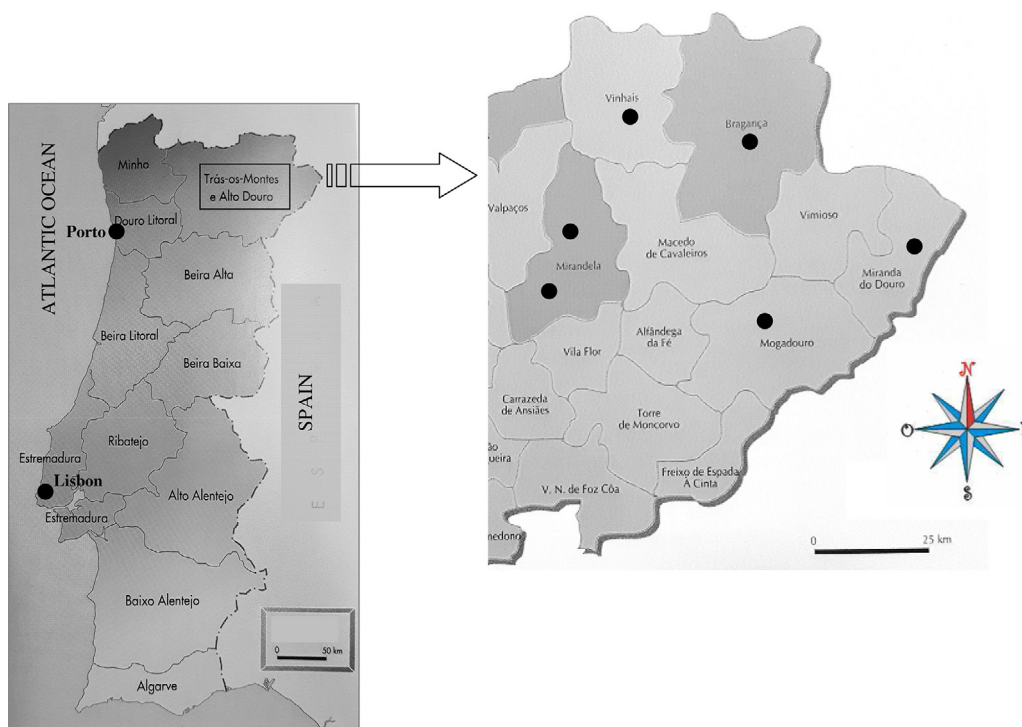 ATLANTIC OCEAN
Minho
Trás-os-Montes
e Alto Douro
Douro Litoral
Porto
Beira Alta
Beira Litoral
Beira Baixa
SPAIN
E S
Ribatejo
Estremadura
Lisbon
Alto Alentejo
Estremadura
Baixo Alentejo
0 50 km
Algarve
Vinhais
Bragança
Valpaços
Vimioso
Macedo
de Cavaleiros
Mirandela
Miranda
do Douro
Alfândega
da Fé
Mogadouro
Vila Flor
Carrazeda
de Ansiães
Torre
de Moncorvo
ão
ueira
Freixo de Espada
À Cinta
V. N. de Foz Côa
medono
0 25 km
N
O
S